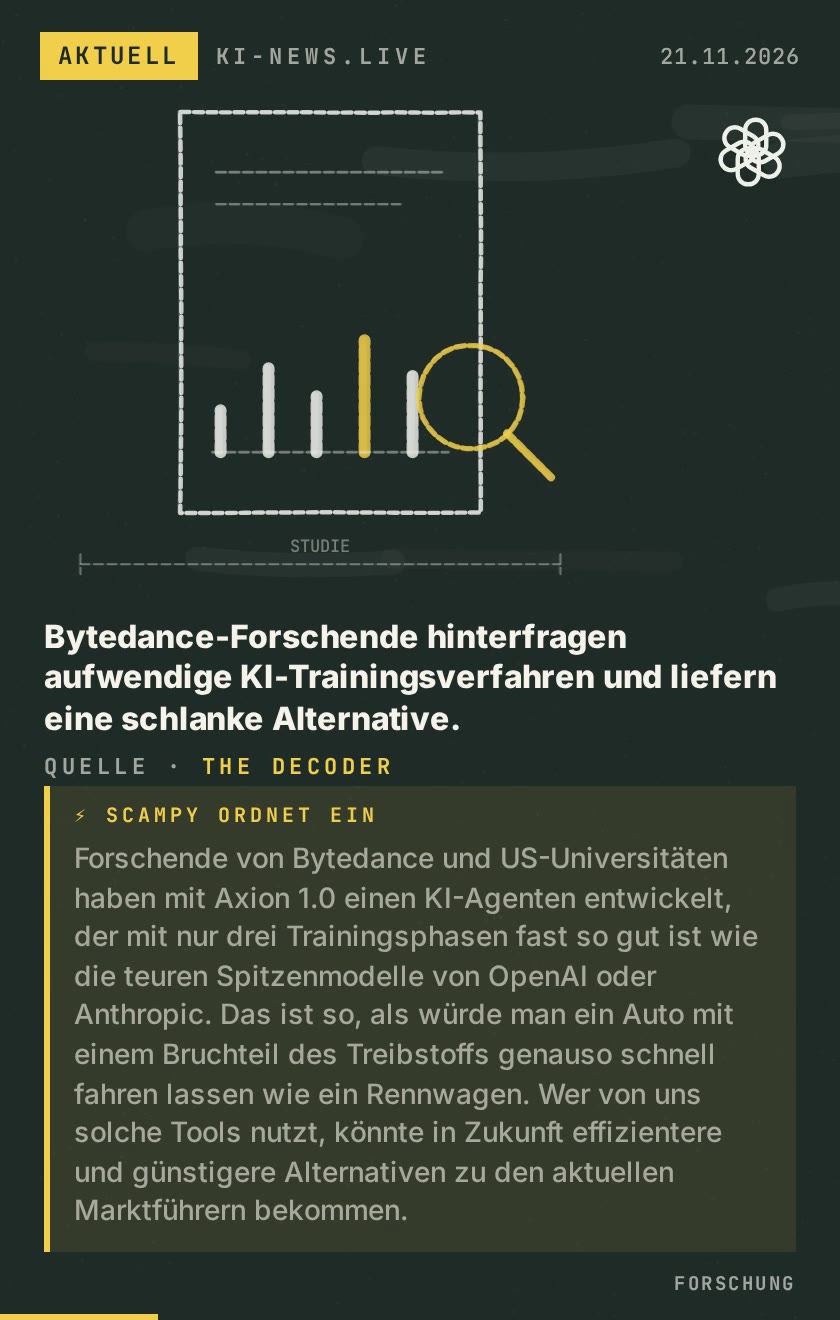 AKTUELL KI-NEWS.LIVE 21.11.2026
STUDIE
Bytedance-Forschende hinterfragen
aufwendige KI-Trainingsverfahren und liefern
eine schlanke Alternative.
QUELLE · THE DECODER
⚡ SCAMPY ORDNET EIN
Forschende von Bytedance und US-Universitäten
haben mit Axion 1.0 einen KI-Agenten entwickelt,
der mit nur drei Trainingsphasen fast so gut ist wie
die teuren Spitzenmodelle von OpenAI oder
Anthropic. Das ist so, als würde man ein Auto mit
einem Bruchteil des Treibstoffs genauso schnell
fahren lassen wie ein Rennwagen. Wer von uns
solche Tools nutzt, könnte in Zukunft effizientere
und günstigere Alternativen zu den aktuellen
Marktführern bekommen.
FORSCHUNG